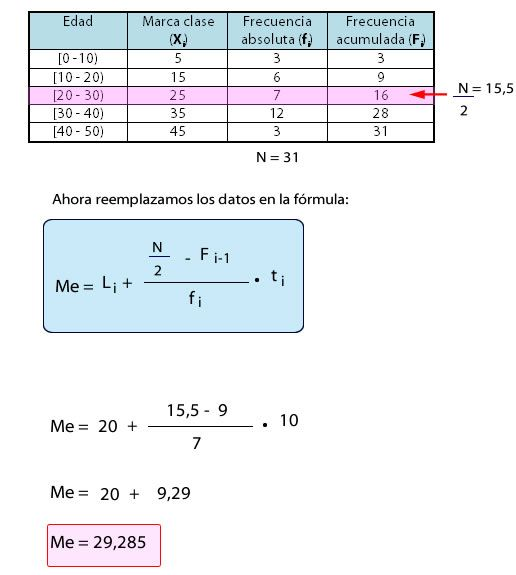 Edad Marca clase (Xi) Frecuencia absoluta (fi) Frecuencia acumulada (Fi)
[0 -10) 5 3 3
[10 - 20) 15 6 9
[20 - 30) 25 7 16
[30 - 40) 35 12 28
[40 - 50) 45 3 31
N = 15,5
2
N = 31
Ahora reemplazamos los datos en la fórmula:
N
2
- F i-1
Me = Li + • ti
fi
15,5 - 9
Me = 20 + • 10
7
Me = 20 + 9,29
Me = 29,285